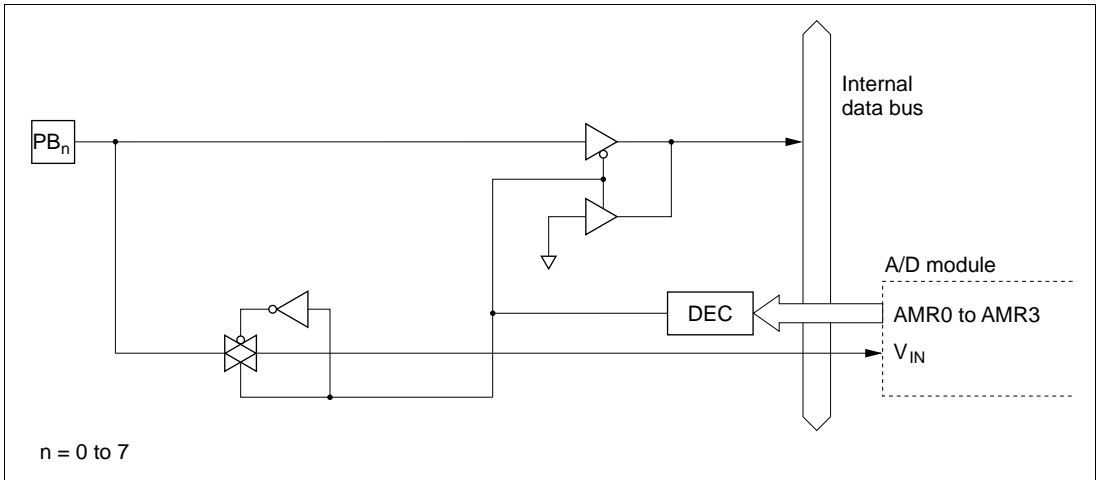 Internal
data bus
PBn
A/D module
DEC
AMR0 to AMR3
VIN
n = 0 to 7